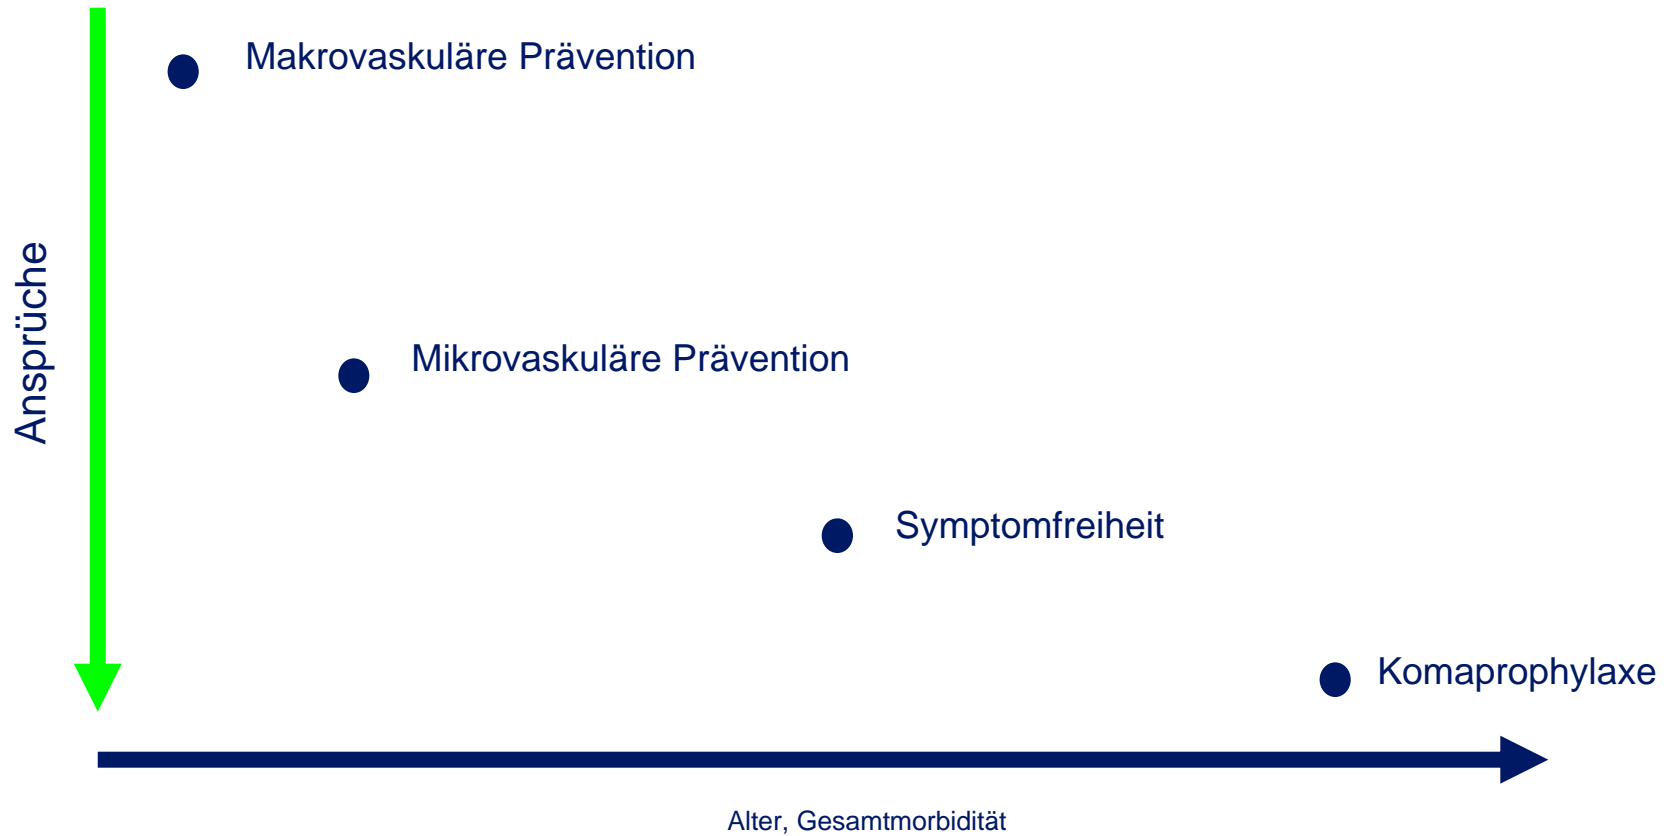 Makrovaskuläre Prävention
Ansprüche
Mikrovaskuläre Prävention
Symptomfreiheit
Komaprophylaxe
Alter, Gesamtmorbidität